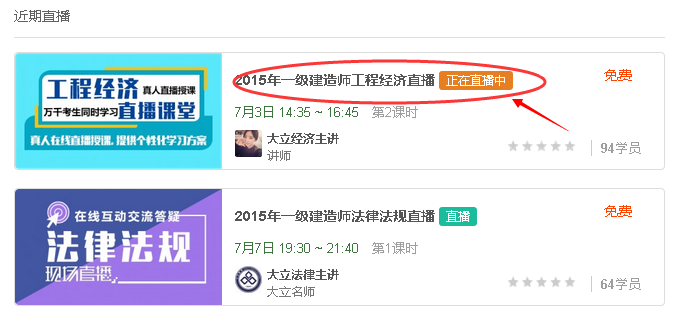 近期直播
工程经济 真人直播授课
万千考生同时学习 直播课堂
真人在线直播授课,提供个性化学习方案
2015年一级建造师工程经济直播 正在直播中
免费
7月3日 14:35 ~ 16:45 第2课时
大立经济主讲
讲师
94学员
在线互动交流答疑
法律法规
现场直播
2015年一级建造师法律法规直播 直播
免费
7月7日 19:30 ~ 21:40 第1课时
大立法律主讲
大立名师
64学员